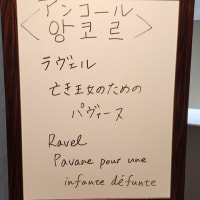 アンコール
앙코르
ラヴェル
亡き王女のための
パヴァーヌ
Ravel
Pavane pour une
infante défunte